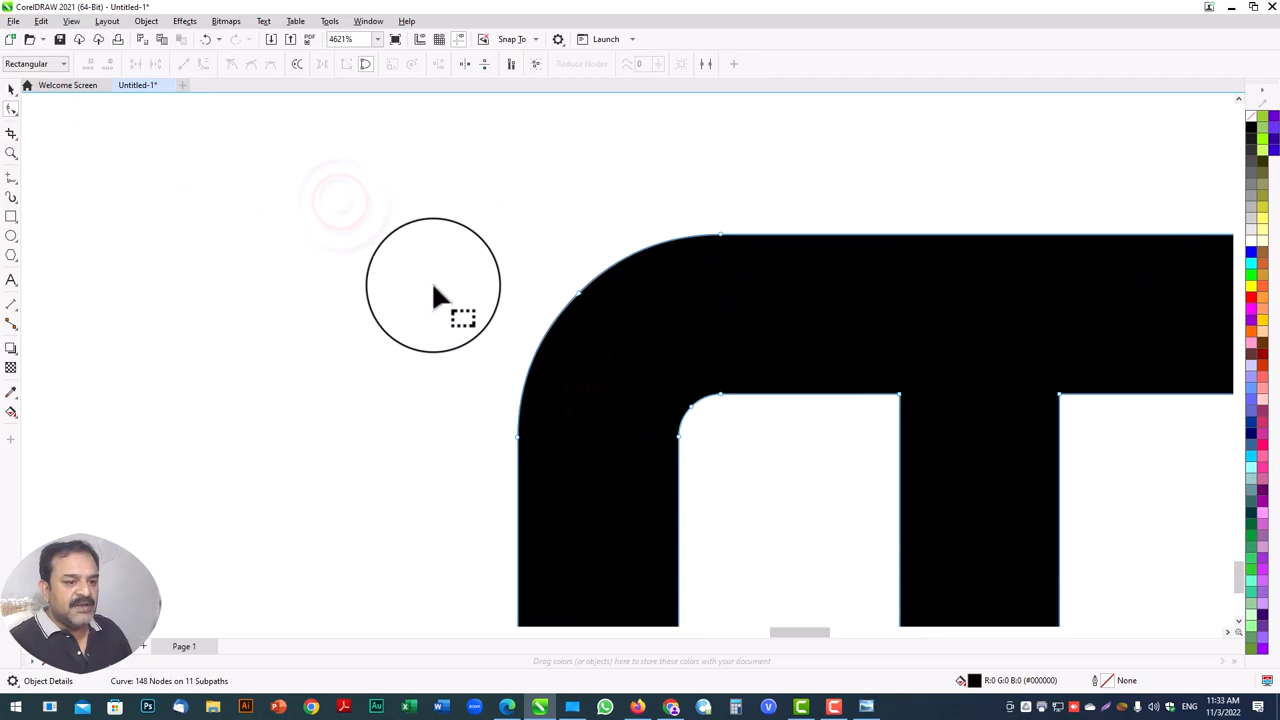 CorelDRAW 2021 (64-Bit) - Untitled-1*
File Edit View Layout Object Effects Bitmaps Text Table Tools Window Help
4621% Snap To Launch
Rectangular Reduce Nodes 0
Welcome Screen Untitled-1*
Page 1
Drag colors (or objects) here to store these colors with your document
Object Details Curve: 148 Nodes on 11 Subpaths R:0 G:0 B:0 (#000000) None
ENG 11:33 AM
11/3/2022